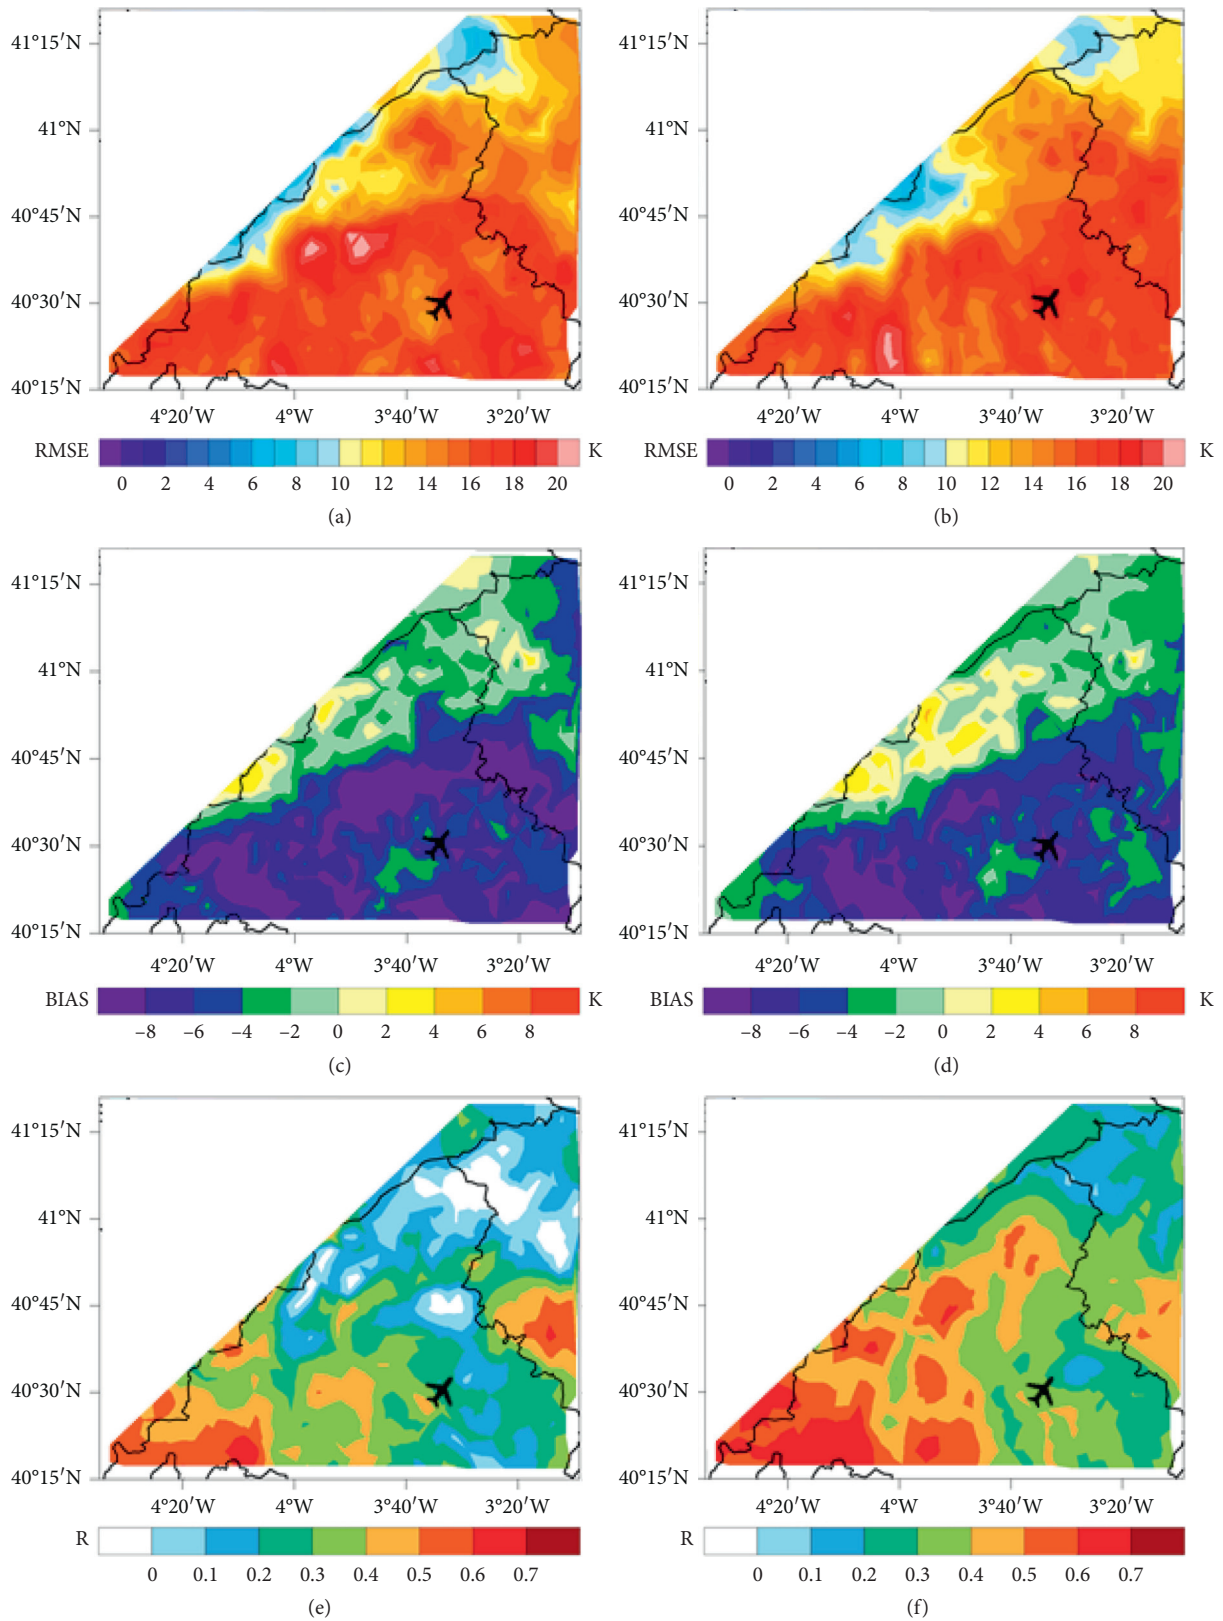 41°15′N
41°N
40°45′N
40°30′N
40°15′N
4°20′W 4°W 3°40′W 3°20′W
RMSE K
0 2 4 6 8 10 12 14 16 18 20
(a)
41°15′N
41°N
40°45′N
40°30′N
40°15′N
4°20′W 4°W 3°40′W 3°20′W
RMSE K
0 2 4 6 8 10 12 14 16 18 20
(b)
41°15′N
41°N
40°45′N
40°30′N
40°15′N
4°20′W 4°W 3°40′W 3°20′W
BIAS K
–8 –6 –4 –2 0 2 4 6 8
(c)
41°15′N
41°N
40°45′N
40°30′N
40°15′N
4°20′W 4°W 3°40′W 3°20′W
BIAS K
–8 –6 –4 –2 0 2 4 6 8
(d)
41°15′N
41°N
40°45′N
40°30′N
40°15′N
4°20′W 4°W 3°40′W 3°20′W
R
0 0.1 0.2 0.3 0.4 0.5 0.6 0.7
(e)
41°15′N
41°N
40°45′N
40°30′N
40°15′N
4°20′W 4°W 3°40′W 3°20′W
R
0 0.1 0.2 0.3 0.4 0.5 0.6 0.7
(f)